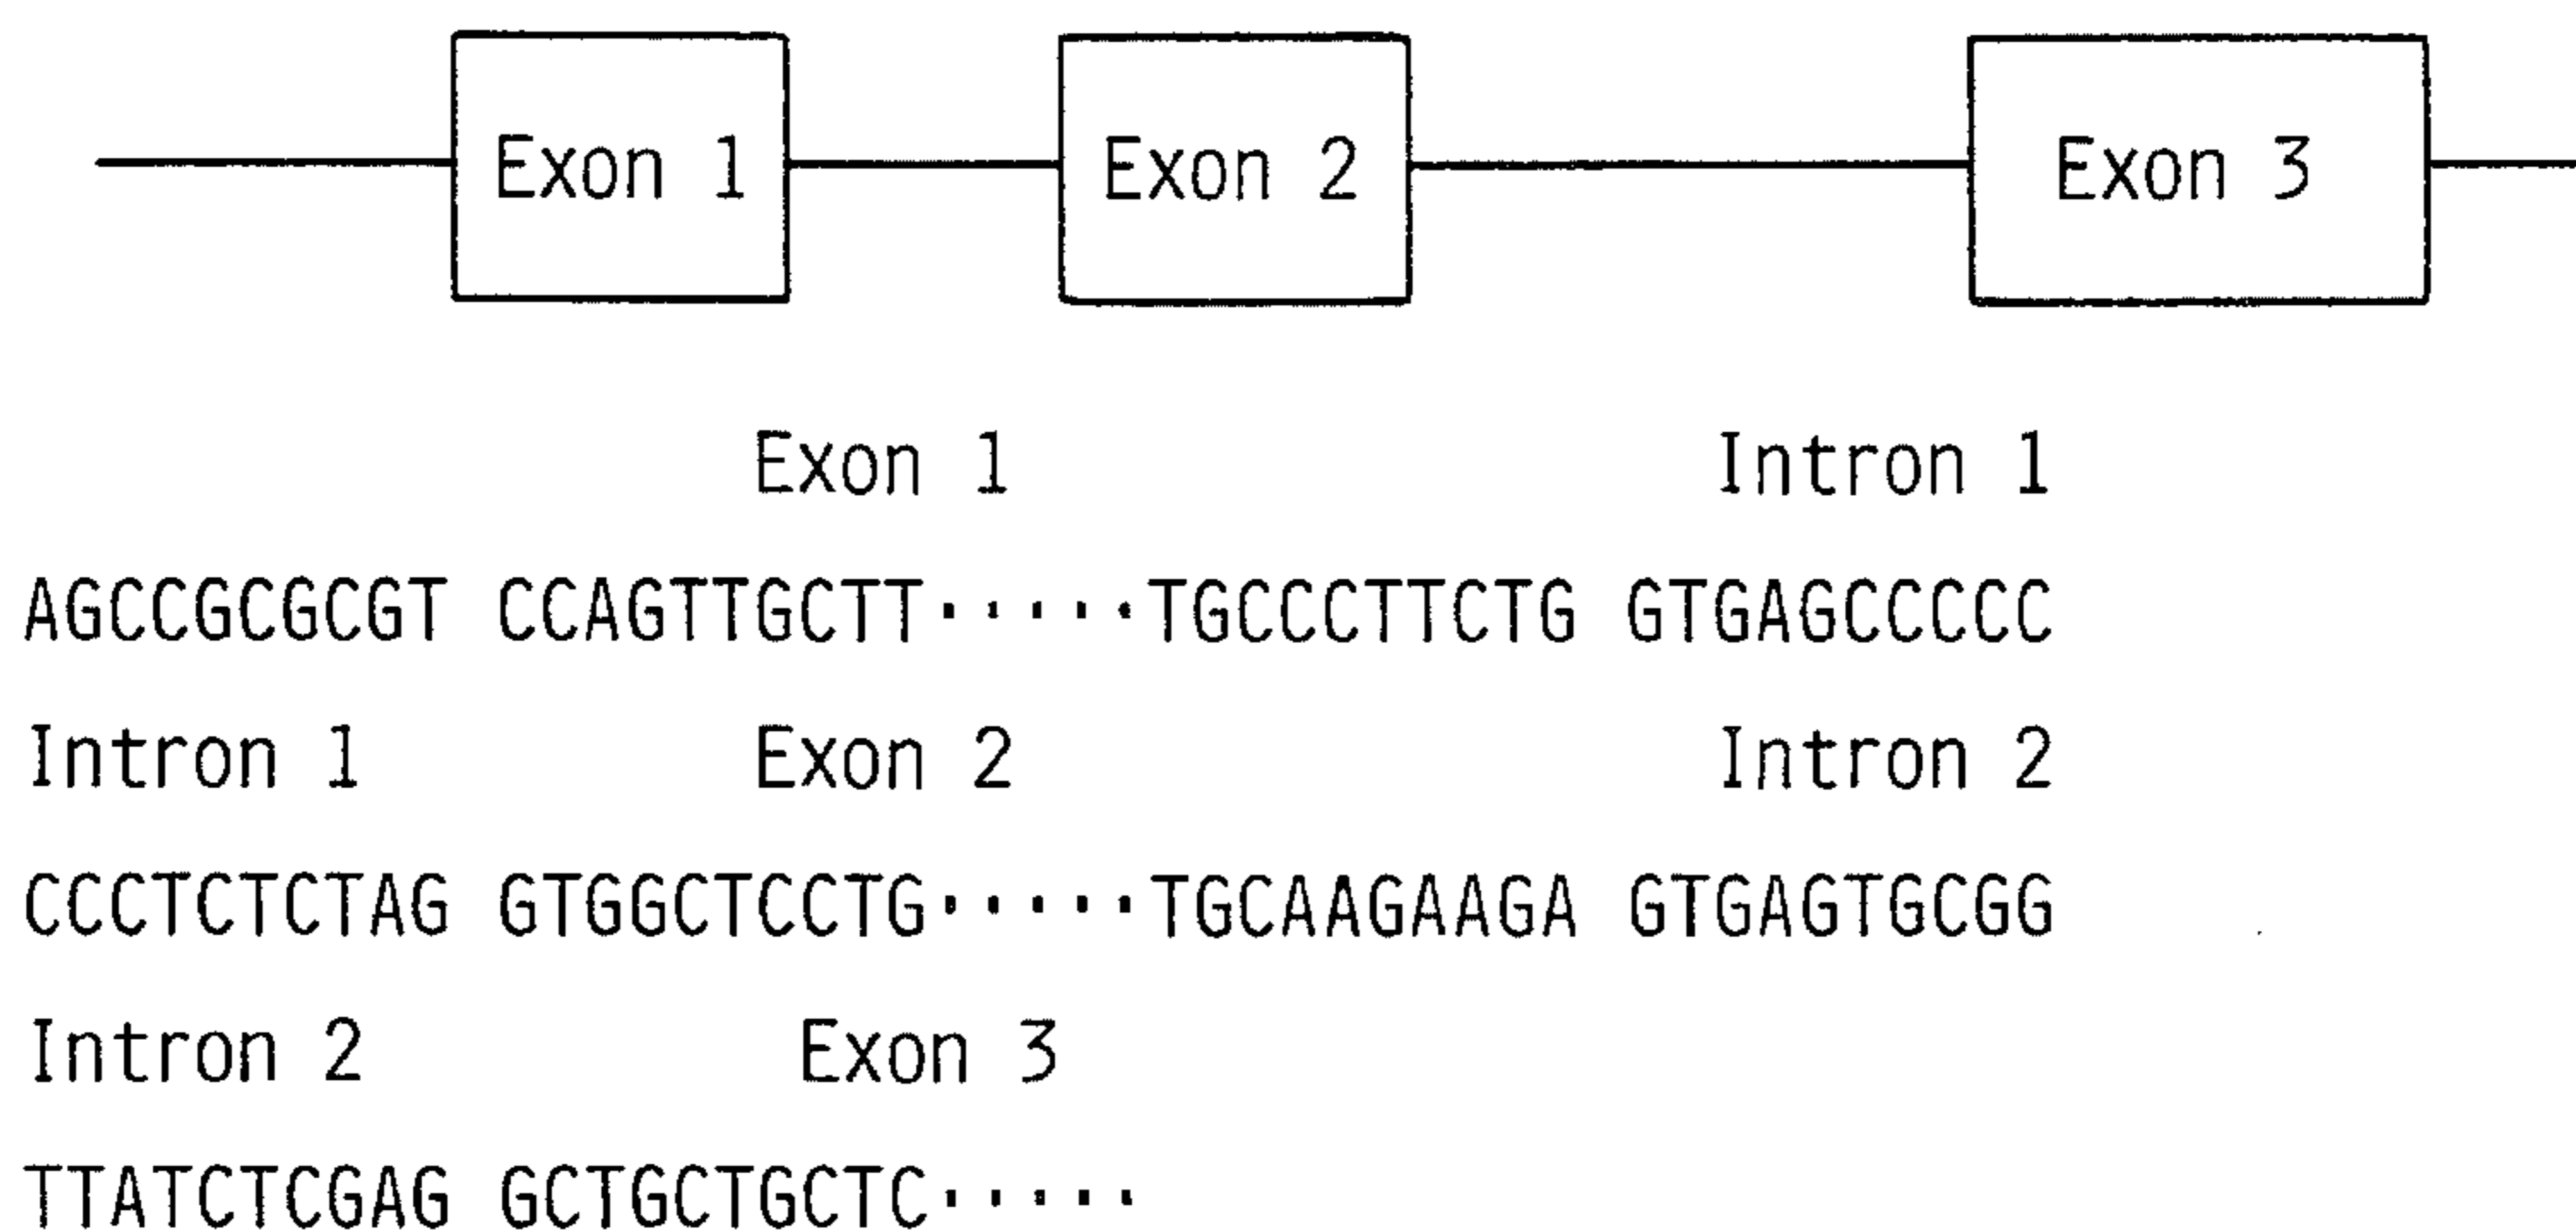 Exon 1 Exon 2 Exon 3
Exon 1 Intron 1
AGCCGCGCGT CCAGTTGCTT·····TGCCCTTCTG GTGAGCCCCC
Intron 1 Exon 2 Intron 2
CCCTCTCTAG GTGGCTCCTG·····TGCAAGAAGA GTGAGTGCGG
Intron 2 Exon 3
TTATCTCGAG GCTGCTGCTC·····